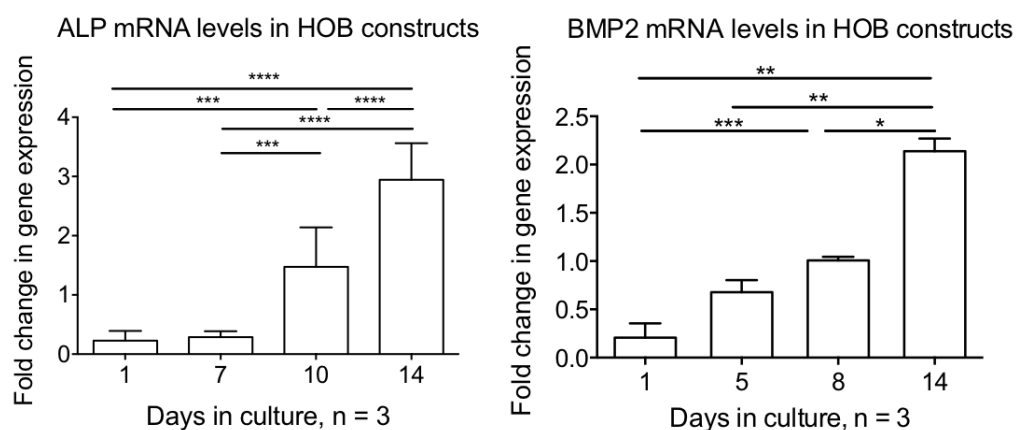 ALP mRNA levels in HOB constructs
Fold change in gene expression
****
*** ****
****
***
4
3
2
1
0
1 7 10 14
Days in culture, n = 3
BMP2 mRNA levels in HOB constructs
Fold change in gene expression
**
**
*** *
2.5
2.0
1.5
1.0
0.5
0.0
1 5 8 14
Days in culture, n = 3